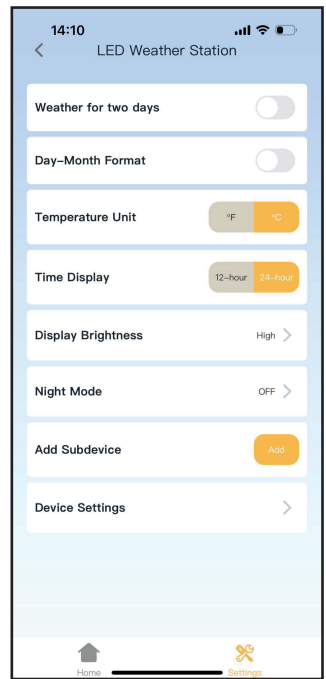 14:10
LED Weather Station
Weather for two days
Day-Month Format
Temperature Unit °F °C
Time Display 12-hour 24-hour
Display Brightness High
Night Mode OFF
Add Subdevice Add
Device Settings
Home Settings